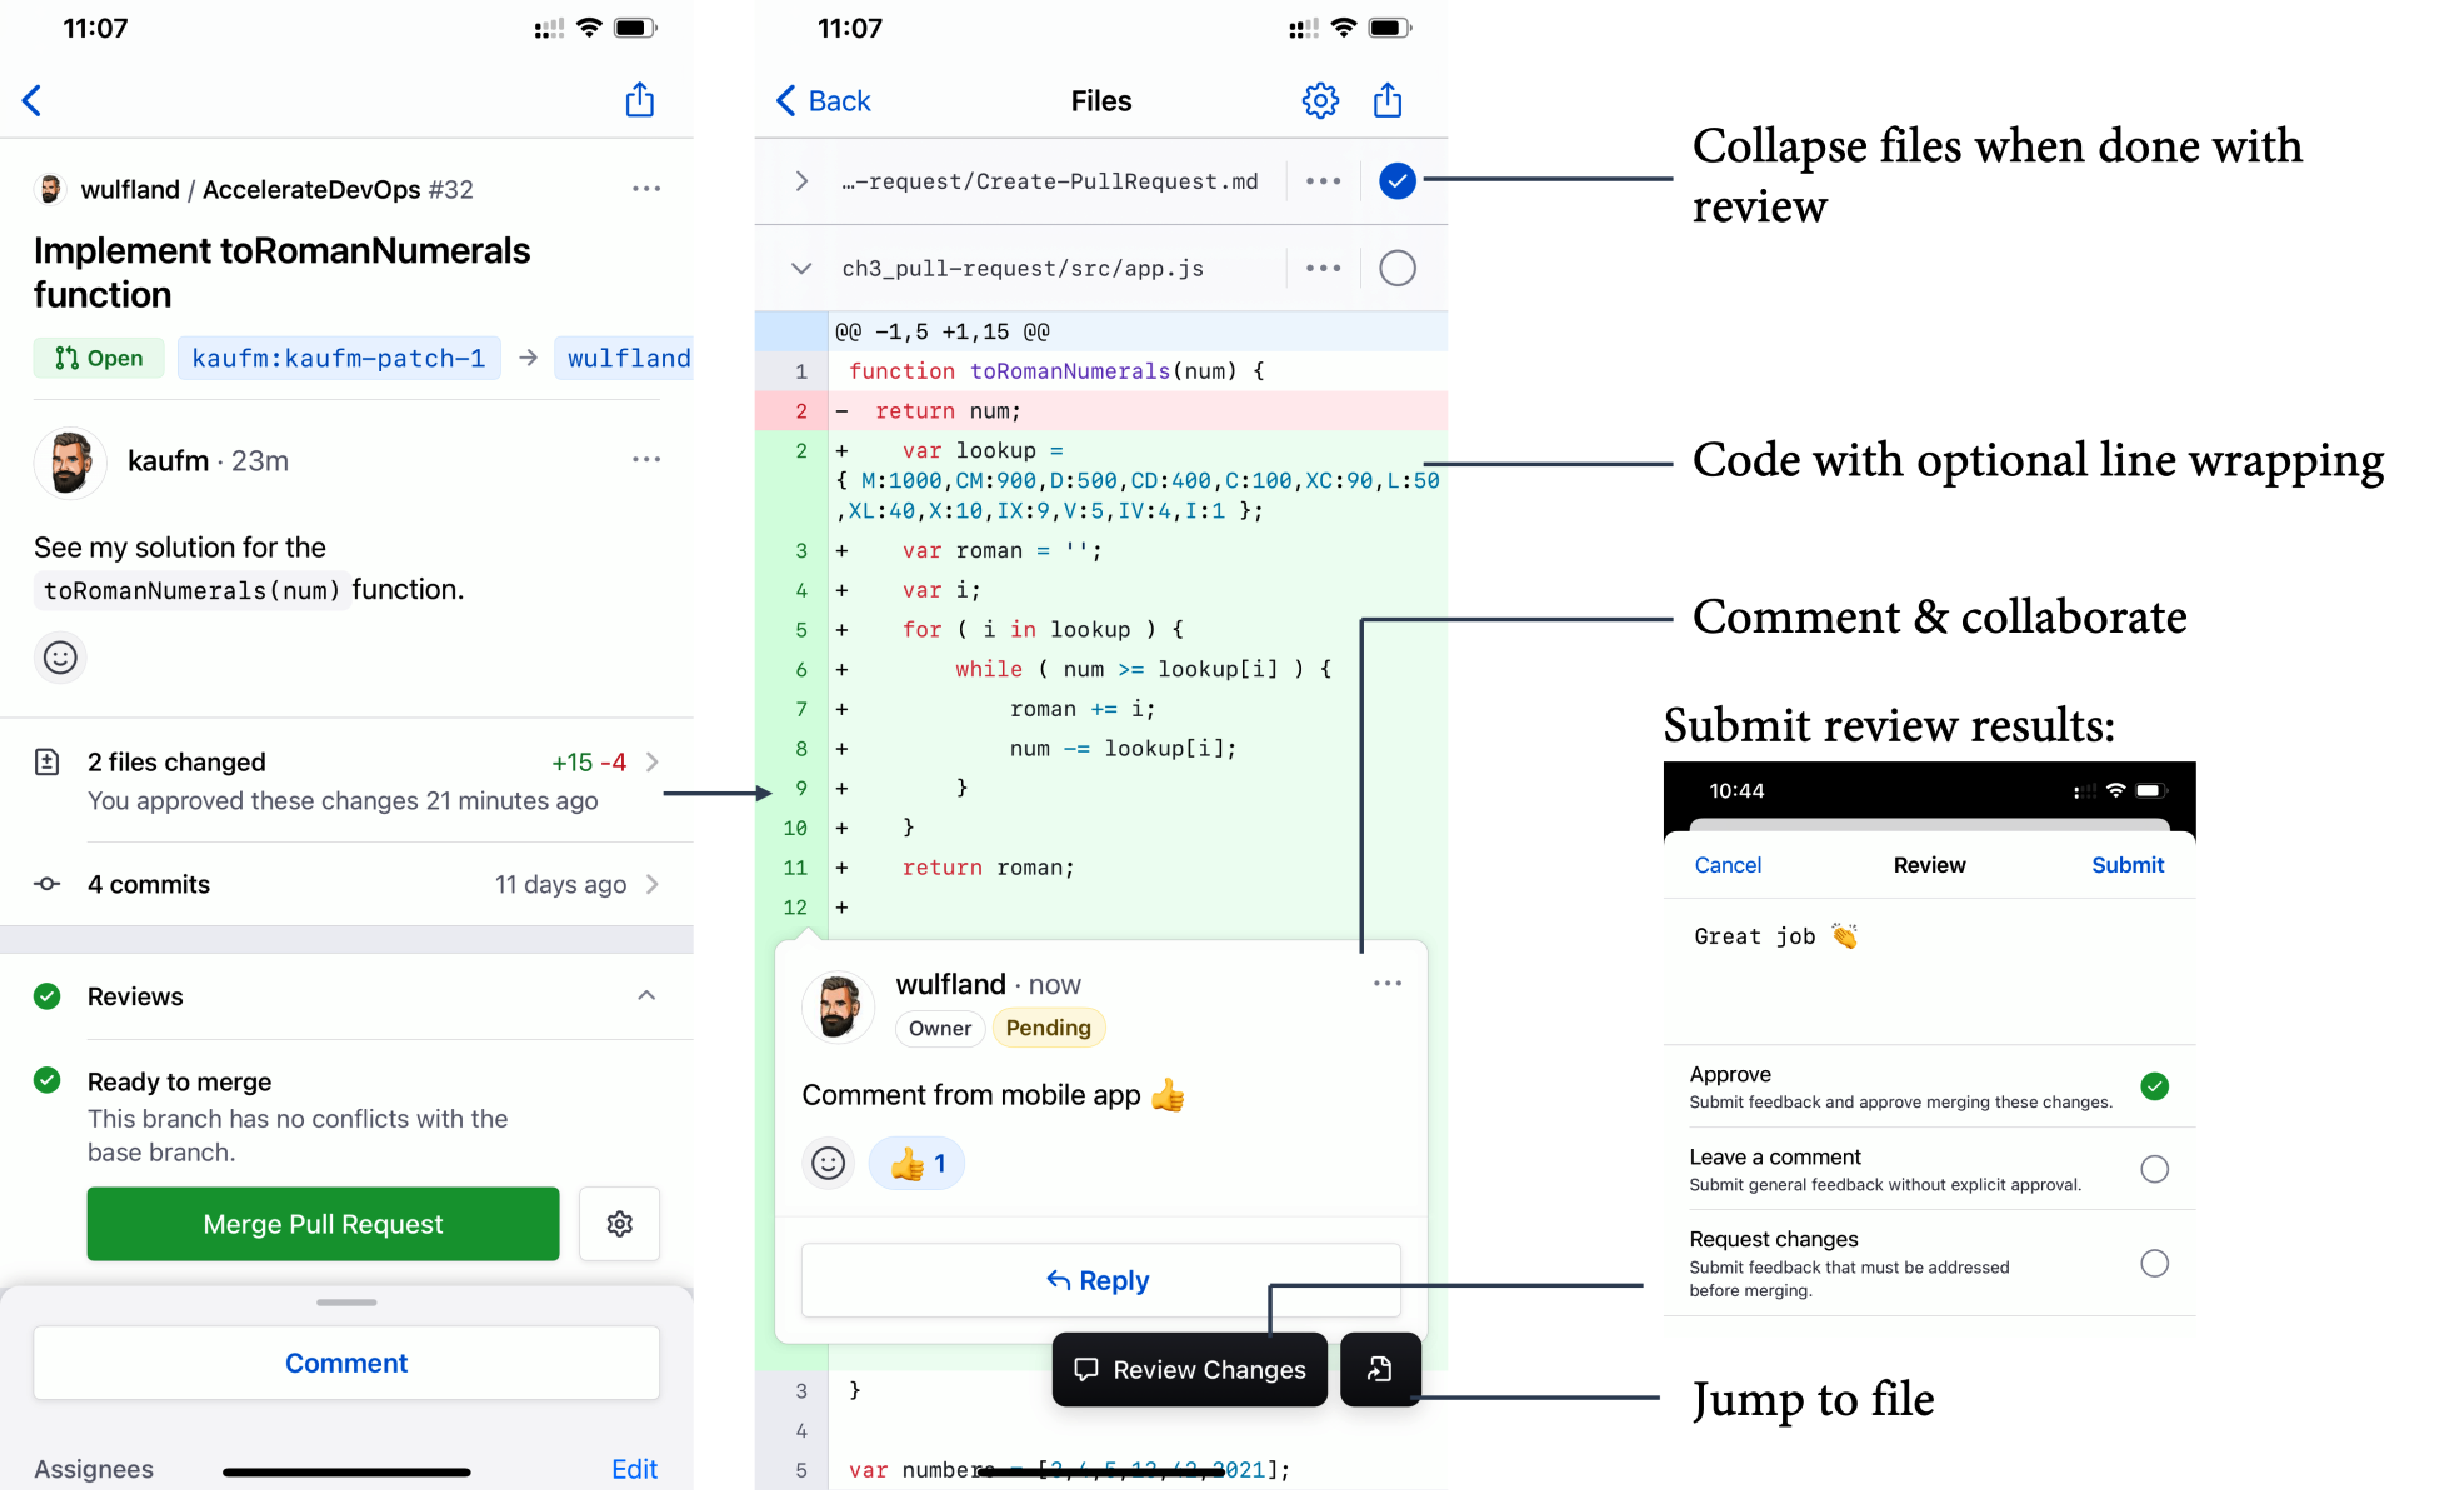 11:07
wulfland / AccelerateDevOps #32
Implement toRomanNumerals
function
Open kaufm:kaufm-patch-1 → wulfland
kaufm · 23m
See my solution for the
toRomanNumerals(num) function.
2 files changed +15 -4
You approved these changes 21 minutes ago
4 commits 11 days ago
Reviews
Ready to merge
This branch has no conflicts with the
base branch.
Merge Pull Request
Comment
Assignees Edit
11:07
Back Files
…-request/Create-PullRequest.md
ch3_pull-request/src/app.js
@@ -1,5 +1,15 @@
1 function toRomanNumerals(num) {
2 - return num;
2 + var lookup =
{ M:1000,CM:900,D:500,CD:400,C:100,XC:90,L:50
,XL:40,X:10,IX:9,V:5,IV:4,I:1 };
3 + var roman = '';
4 + var i;
5 + for ( i in lookup ) {
6 + while ( num >= lookup[i] ) {
7 + roman += i;
8 + num -= lookup[i];
9 + }
10 + }
11 + return roman;
12 +
wulfland · now
Owner Pending
Comment from mobile app 👍
👍 1
Reply
Review Changes
3 }
4
5 var numbers = [3,4,5,13,42,2021];
Collapse files when done with
review
Code with optional line wrapping
Comment & collaborate
Submit review results:
10:44
Cancel Review Submit
Great job 👏
Approve
Submit feedback and approve merging these changes.
Leave a comment
Submit general feedback without explicit approval.
Request changes
Submit feedback that must be addressed
before merging.
Jump to file